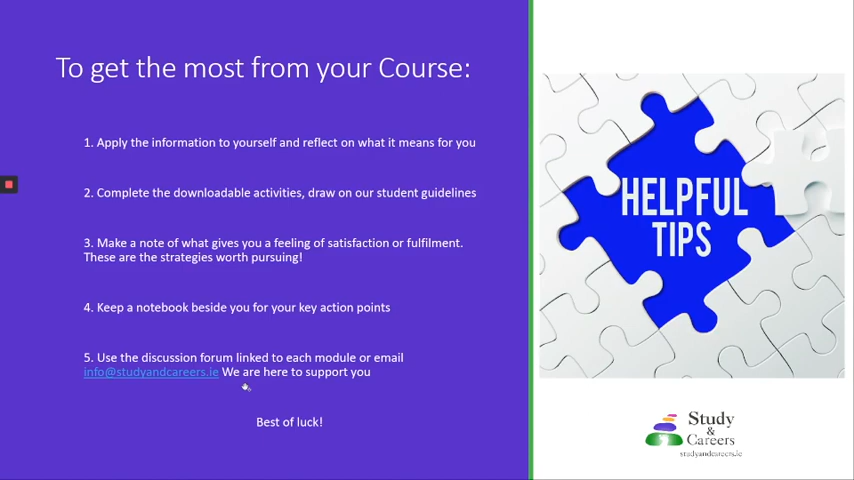 To get the most from your Course:
1. Apply the information to yourself and reflect on what it means for you
2. Complete the downloadable activities, draw on our student guidelines
3. Make a note of what gives you a feeling of satisfaction or fulfilment.
These are the strategies worth pursuing!
4. Keep a notebook beside you for your key action points
5. Use the discussion forum linked to each module or email
info@studyandcareers.ie We are here to support you
Best of luck!
HELPFUL
TIPS
Study
&
Careers
studyandcareers.ie